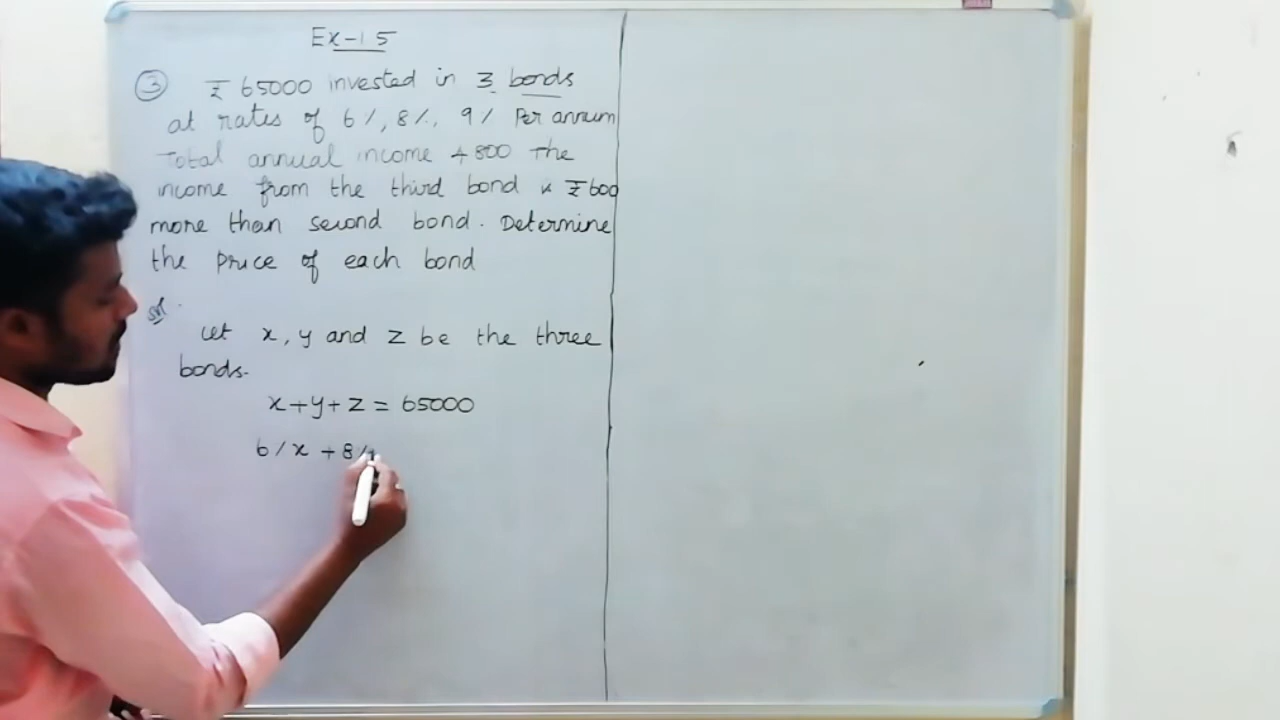 Ex-1.5
③ ₹ 65000 invested in 3 bonds
at rates of 6%, 8%, 9% Per annum
Total annual income 4800 The
income from the third bond is ₹600
more than second bond. Determine
the price of each bond
Sol.
Let x, y and z be the three
bonds.
x+y+z = 65000
6% x + 8%